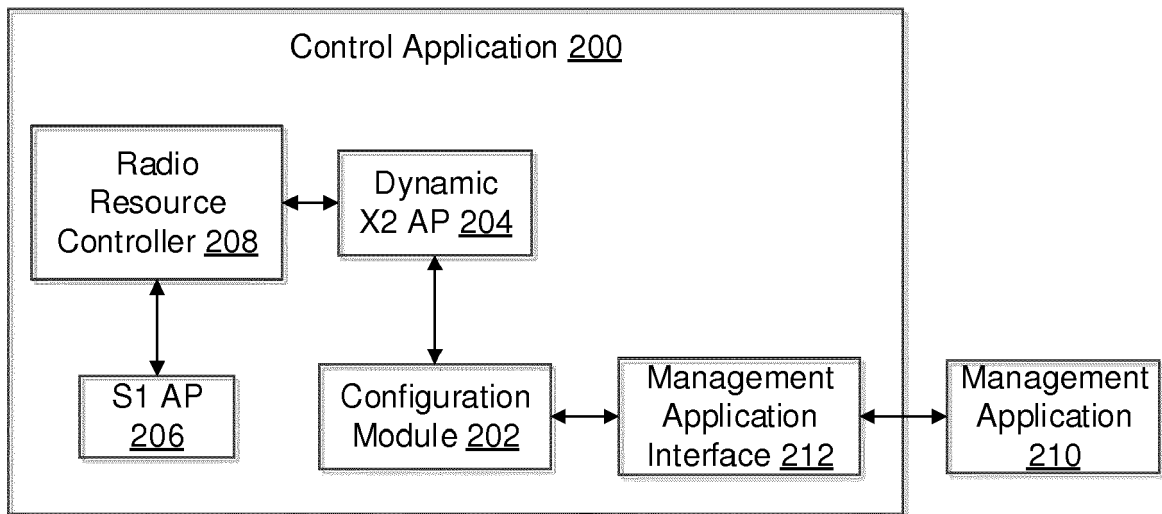 Control Application 200
Radio
Resource
Controller 208
Dynamic
X2 AP 204
S1 AP
206
Configuration
Module 202
Management
Application
Interface 212
Management
Application
210